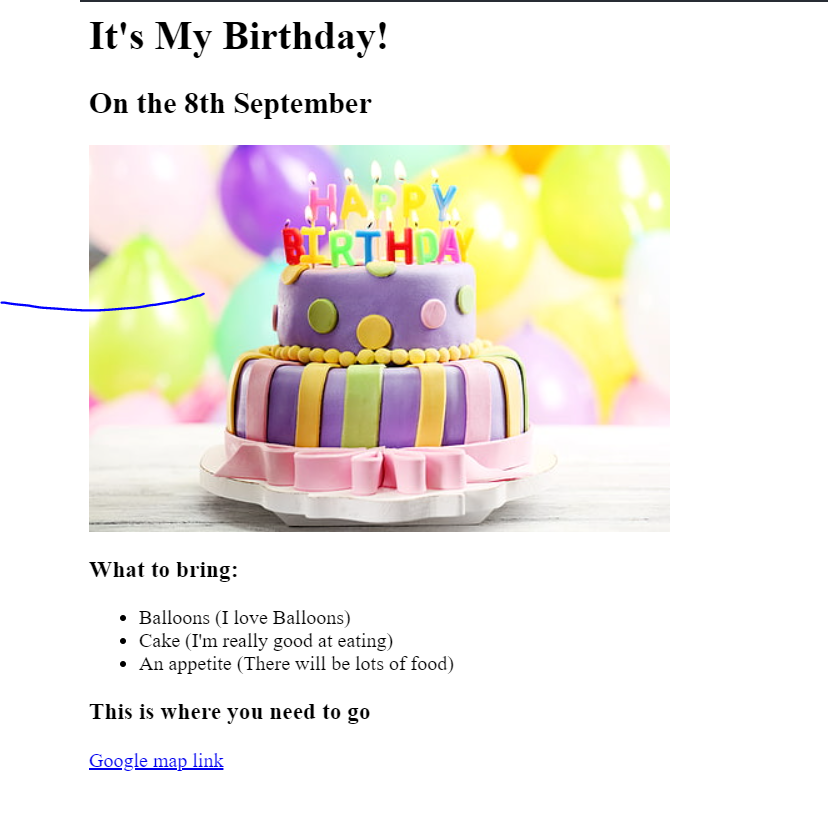 It's My Birthday!
On the 8th September
HAPPY
BIRTHDAY
What to bring:
Balloons (I love Balloons)
Cake (I'm really good at eating)
An appetite (There will be lots of food)
This is where you need to go
Google map link